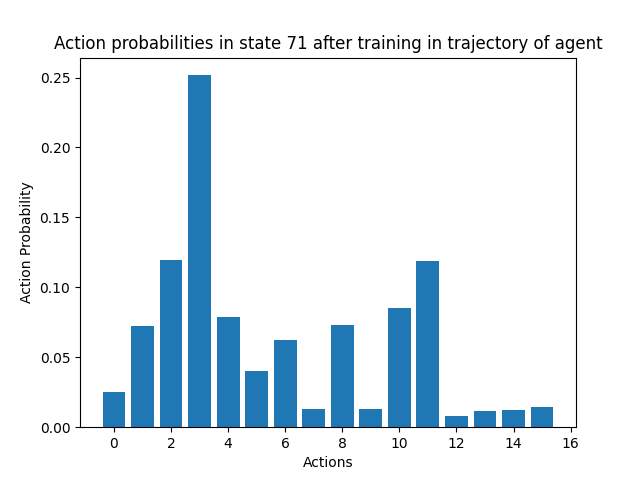 Action probabilities in state 71 after training in trajectory of agent
0.25
0.20
0.15
0.10
0.05
0.00
Action Probability
0 2 4 6 8 10 12 14 16
Actions